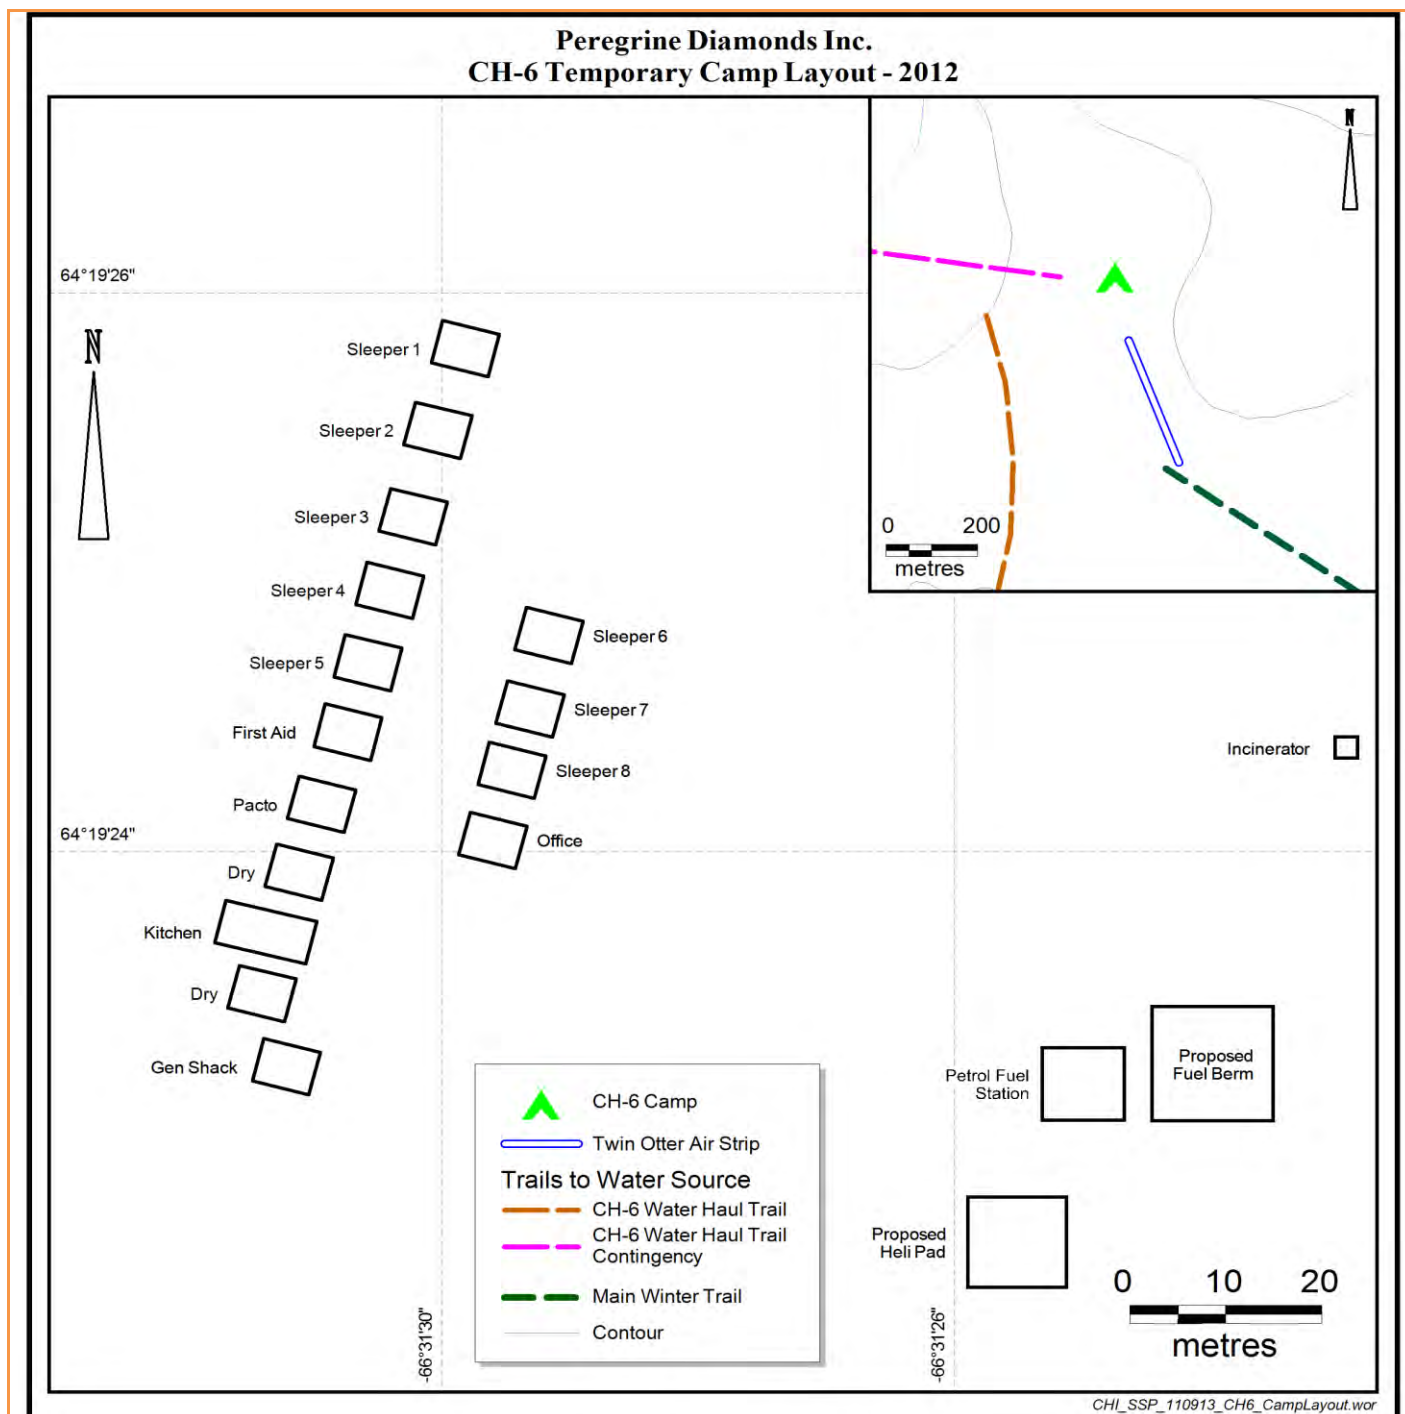 Peregrine Diamonds Inc.
CH-6 Temporary Camp Layout - 2012
N
64°19'26"
N
0 200
metres
Sleeper 1
Sleeper 2
Sleeper 3
Sleeper 4
Sleeper 5
Sleeper 6
Sleeper 7
Sleeper 8
First Aid
Incinerator
Pacto
64°19'24"
Office
Dry
Kitchen
Dry
Gen Shack
Proposed
Fuel Berm
Petrol Fuel
Station
CH-6 Camp
Twin Otter Air Strip
Trails to Water Source
CH-6 Water Haul Trail
CH-6 Water Haul Trail
Contingency
Main Winter Trail
Contour
Proposed
Heli Pad
0 10 20
metres
-66°31'30"
-66°31'26"
CHI_SSP_110913_CH6_CampLayout.wor